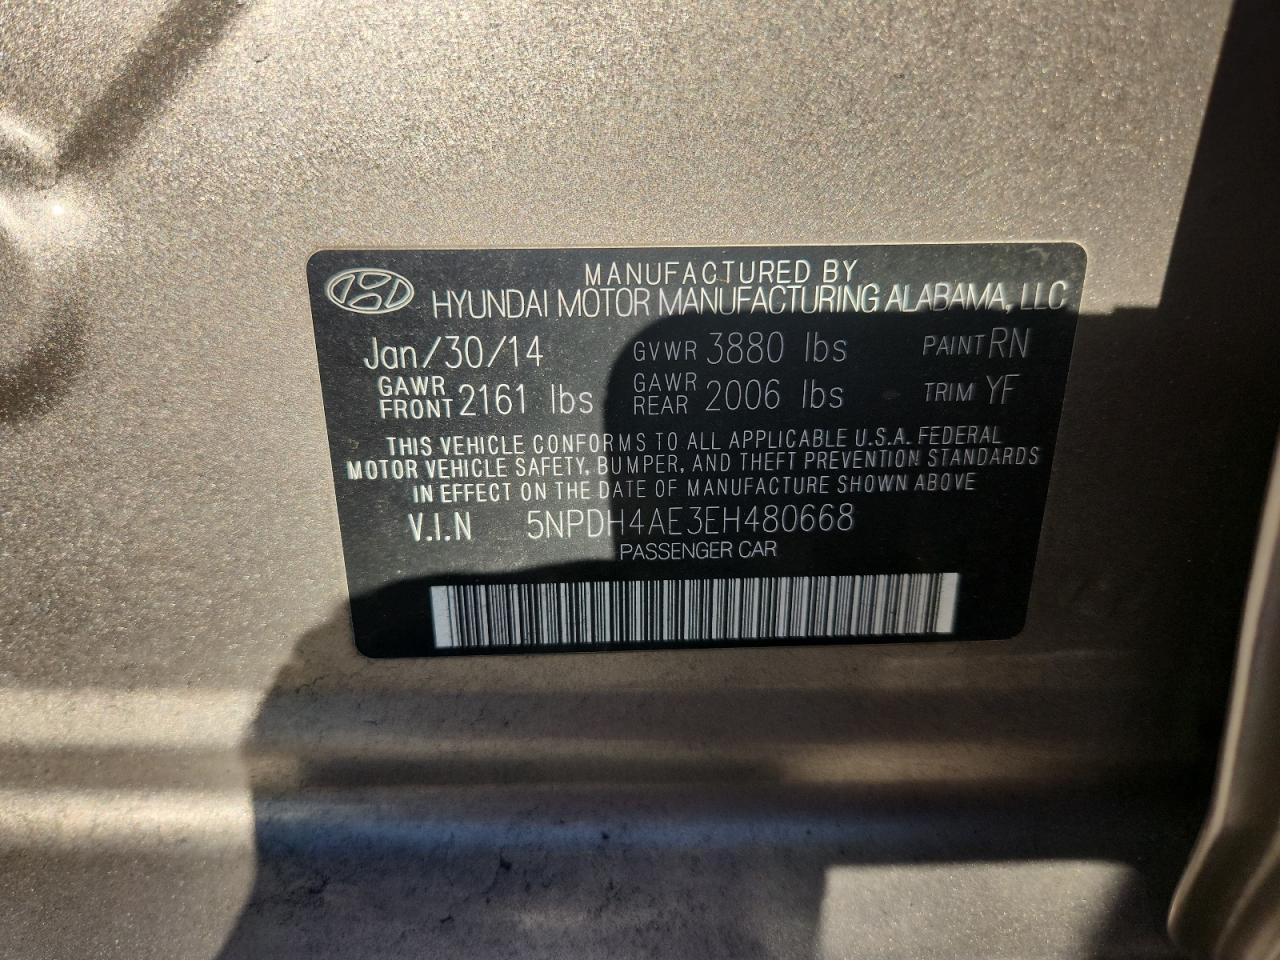 MANUFACTURED BY
HYUNDAI MOTOR MANUFACTURING ALABAMA, LLC
Jan/30/14 GVWR 3880 lbs PAINT RN
GAWR FRONT 2161 lbs GAWR REAR 2006 lbs TRIM YF
THIS VEHICLE CONFORMS TO ALL APPLICABLE U.S.A. FEDERAL
MOTOR VEHICLE SAFETY, BUMPER, AND THEFT PREVENTION STANDARDS
IN EFFECT ON THE DATE OF MANUFACTURE SHOWN ABOVE
V.I.N 5NPDH4AE3EH480668
PASSENGER CAR